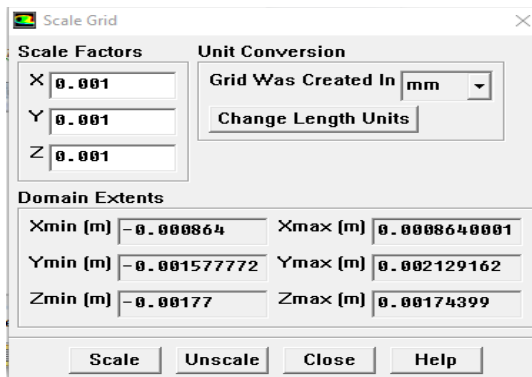 Scale Grid
Scale Factors
X 0.001
Y 0.001
Z 0.001
Unit Conversion
Grid Was Created In mm
Change Length Units
Domain Extents
Xmin (m) -0.000864 Xmax (m) 0.0008640001
Ymin (m) -0.001577772 Ymax (m) 0.002129162
Zmin (m) -0.00177 Zmax (m) 0.00174399
Scale Unscale Close Help